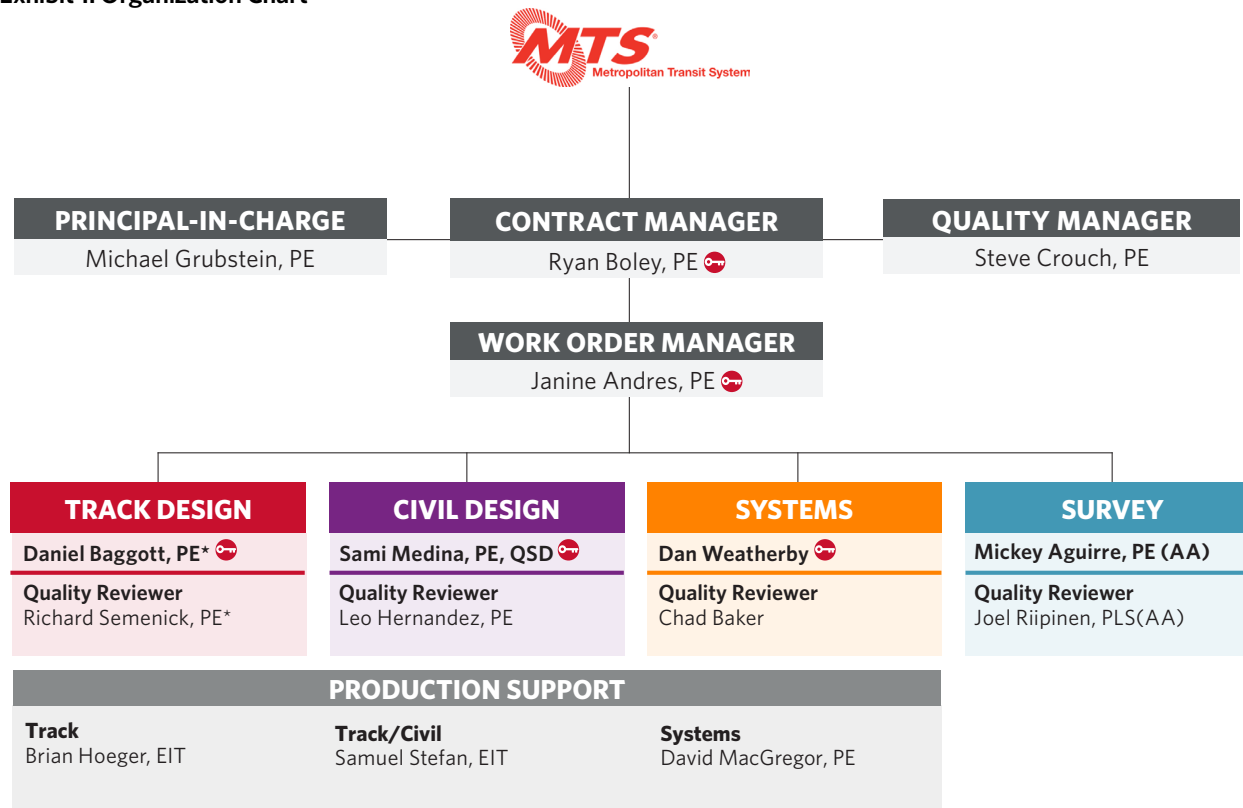 Exhibit 1. Organization Chart
MTS
Metropolitan Transit System
PRINCIPAL-IN-CHARGE
Michael Grubstein, PE
CONTRACT MANAGER
Ryan Boley, PE
QUALITY MANAGER
Steve Crouch, PE
WORK ORDER MANAGER
Janine Andres, PE
TRACK DESIGN
Daniel Baggott, PE*
Quality Reviewer
Richard Semenick, PE*
CIVIL DESIGN
Sami Medina, PE, QSD
Quality Reviewer
Leo Hernandez, PE
SYSTEMS
Dan Weatherby
Quality Reviewer
Chad Baker
SURVEY
Mickey Aguirre, PE (AA)
Quality Reviewer
Joel Riipinen, PLS(AA)
PRODUCTION SUPPORT
Track
Brian Hoeger, EIT
Track/Civil
Samuel Stefan, EIT
Systems
David MacGregor, PE